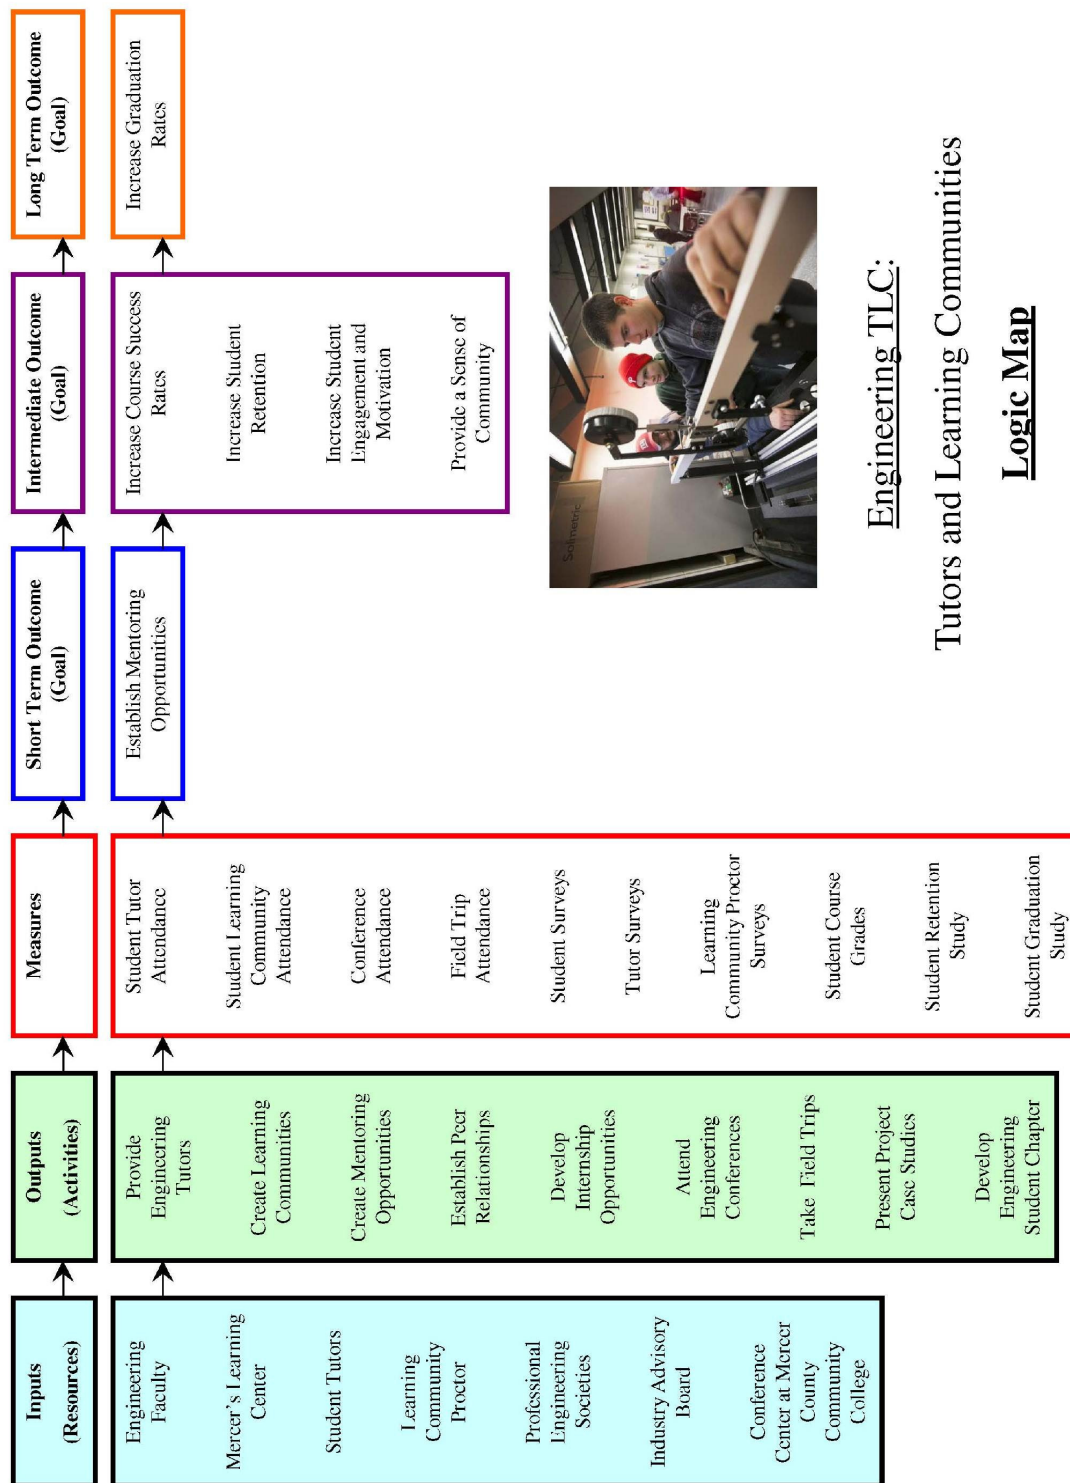 Inputs
(Resources)
Outputs
(Activities)
Measures
Short Term Outcome
(Goal)
Intermediate Outcome
(Goal)
Long Term Outcome
(Goal)
Engineering
Faculty
Mercer's Learning
Center
Student Tutors
Learning
Community
Proctor
Professional
Engineering
Societies
Industry Advisory
Board
Conference
Center at Mercer
County
Community
College
Provide
Engineering
Tutors
Create Learning
Communities
Create Mentoring
Opportunities
Establish Peer
Relationships
Develop
Internship
Opportunities
Attend
Engineering
Conferences
Take Field Trips
Present Project
Case Studies
Develop
Engineering
Student Chapter
Student Tutor
Attendance
Student Learning
Community
Attendance
Conference
Attendance
Field Trip
Attendance
Student Surveys
Tutor Surveys
Learning
Community Proctor
Surveys
Student Course
Grades
Student Retention
Study
Student Graduation
Study
Establish Mentoring
Opportunities
Increase Course Success
Rates
Increase Student
Retention
Increase Student
Engagement and
Motivation
Provide a Sense of
Community
Increase Graduation
Rates
Solmetric
Engineering TLC:
Tutors and Learning Communities
Logic Map